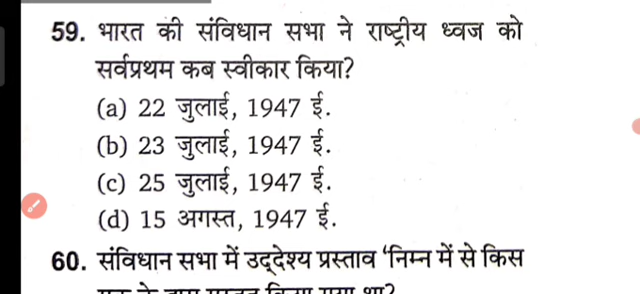 59. भारत की संविधान सभा ने राष्ट्रीय ध्वज को
सर्वप्रथम कब स्वीकार किया?
(a) 22 जुलाई, 1947 ई.
(b) 23 जुलाई, 1947 ई.
(c) 25 जुलाई, 1947 ई.
(d) 15 अगस्त, 1947 ई.
60. संविधान सभा में उद्देश्य प्रस्ताव ‘निम्न में से किस